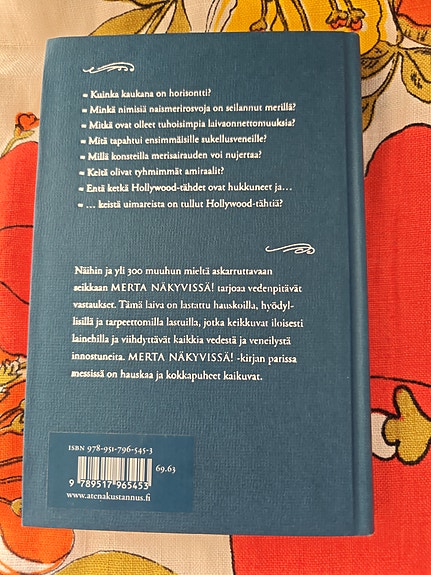 ≈ Kuinka kaukana on horisontti?
≈ Minkä nimisiä naismerirosvoja on seilannut merillä?
≈ Mitkä ovat olleet tuhoisimpia laivaonnettomuuksia?
≈ Mitä tapahtui ensimmäisille sukellusveneille?
≈ Millä konsteilla merisairauden voi nujertaa?
≈ Keitä olivat tyhmimmät amiraalit?
≈ Entä ketkä Hollywood-tähdet ovat hukkuneet ja...
≈ ... keistä uimareista on tullut Hollywood-tähtiä?
Näihin ja yli 300 muuhun mieltä askarruttavaan
seikkaan MERTA NÄKYVISSÄ! tarjoaa vedenpitävät
vastaukset. Tämä laiva on lastattu hauskoilla, hyödyl-
lisillä ja tarpeettomilla lastuilla, jotka keikkuvat iloisesti
lainehilla ja viihdyttävät kaikkia vedestä ja veneilystä
innostuneita. MERTA NÄKYVISSÄ! -kirjan parissa
messissä on hauskaa ja kokkapuheet kaikuvat.
ISBN 978-951-796-545-3
69.63
9 789517 965453
www.atenakustannus.fi